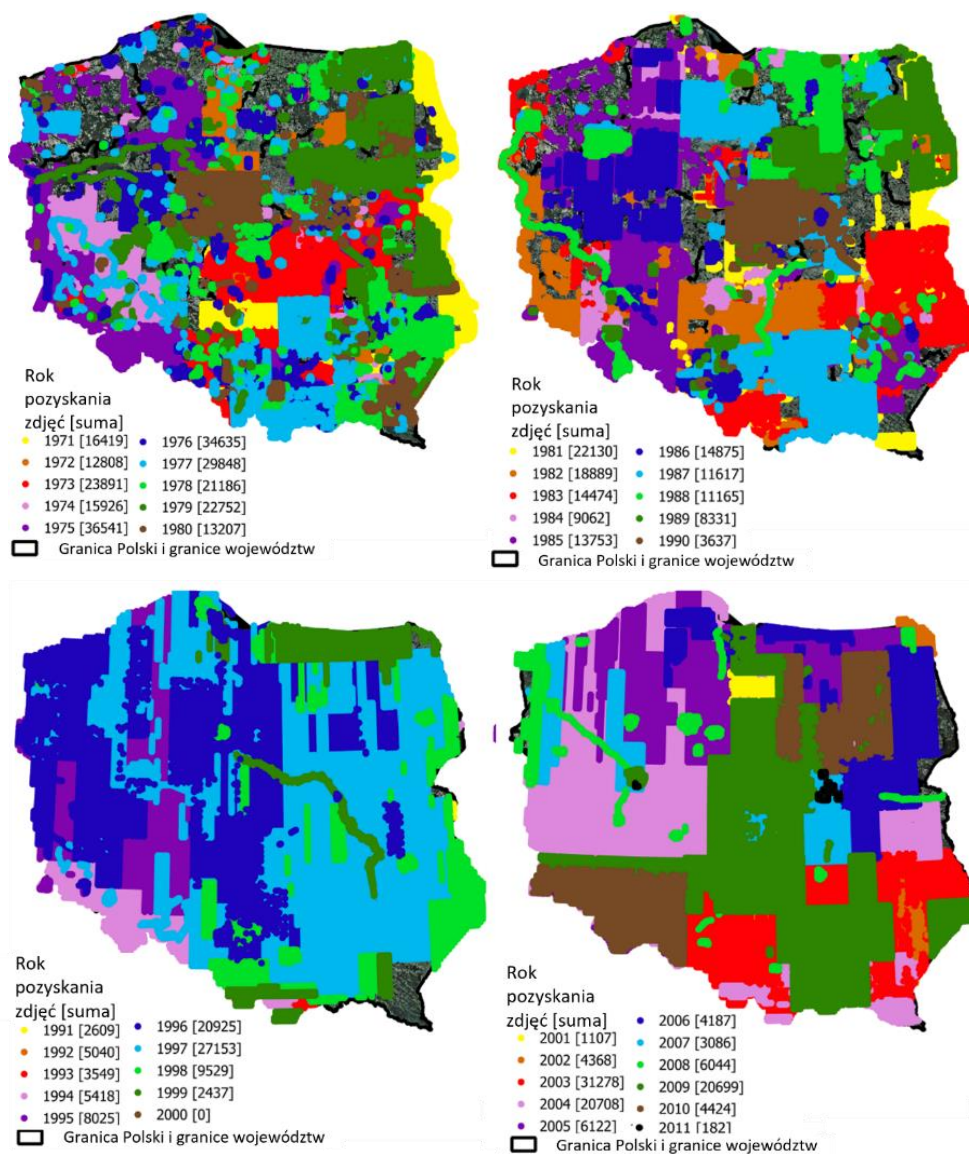 Rok
pozyskania
zdjęć [suma]
1971 [16419]
1972 [12808]
1973 [23891]
1974 [15926]
1975 [36541]
1976 [34635]
1977 [29848]
1978 [21186]
1979 [22752]
1980 [13207]
Granica Polski i granice województw
Rok
pozyskania
zdjęć [suma]
1981 [22130]
1982 [18889]
1983 [14474]
1984 [9062]
1985 [13753]
1986 [14875]
1987 [11617]
1988 [11165]
1989 [8331]
1990 [3637]
Granica Polski i granice województw
Rok
pozyskania
zdjęć [suma]
1991 [2609]
1992 [5040]
1993 [3549]
1994 [5418]
1995 [8025]
1996 [20925]
1997 [27153]
1998 [9529]
1999 [2437]
2000 [0]
Granica Polski i granice województw
Rok
pozyskania
zdjęć [suma]
2001 [1107]
2002 [4368]
2003 [31278]
2004 [20708]
2005 [6122]
2006 [4187]
2007 [3086]
2008 [6044]
2009 [20699]
2010 [4424]
2011 [182]
Granica Polski i granice województw